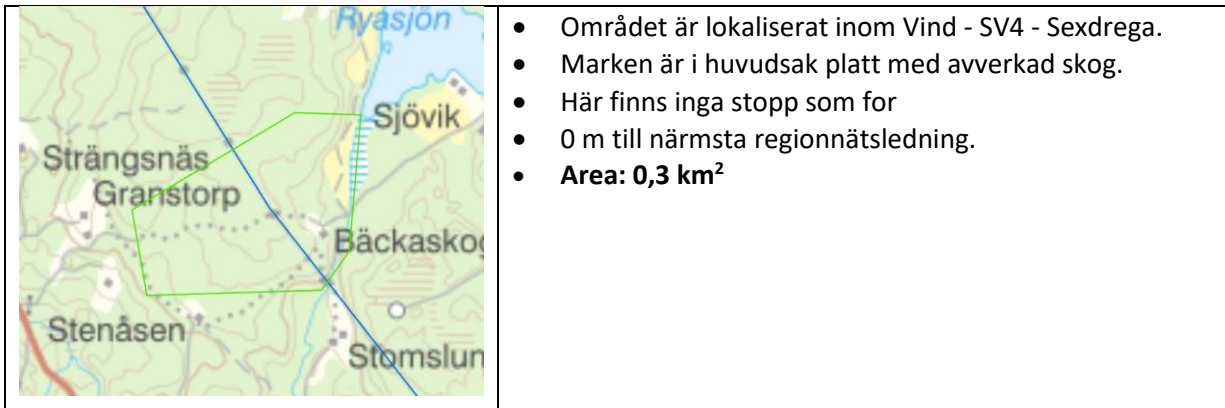 Ryasjön
Sjövik
Strängsnäs
Granstorp
Bäckaskog
Stenåsen
Stomslun
• Området är lokaliserat inom Vind - SV4 - Sexdrega.
• Marken är i huvudsak platt med avverkad skog.
• Här finns inga stopp som for
• 0 m till närmsta regionnätsledning.
• Area: 0,3 km²